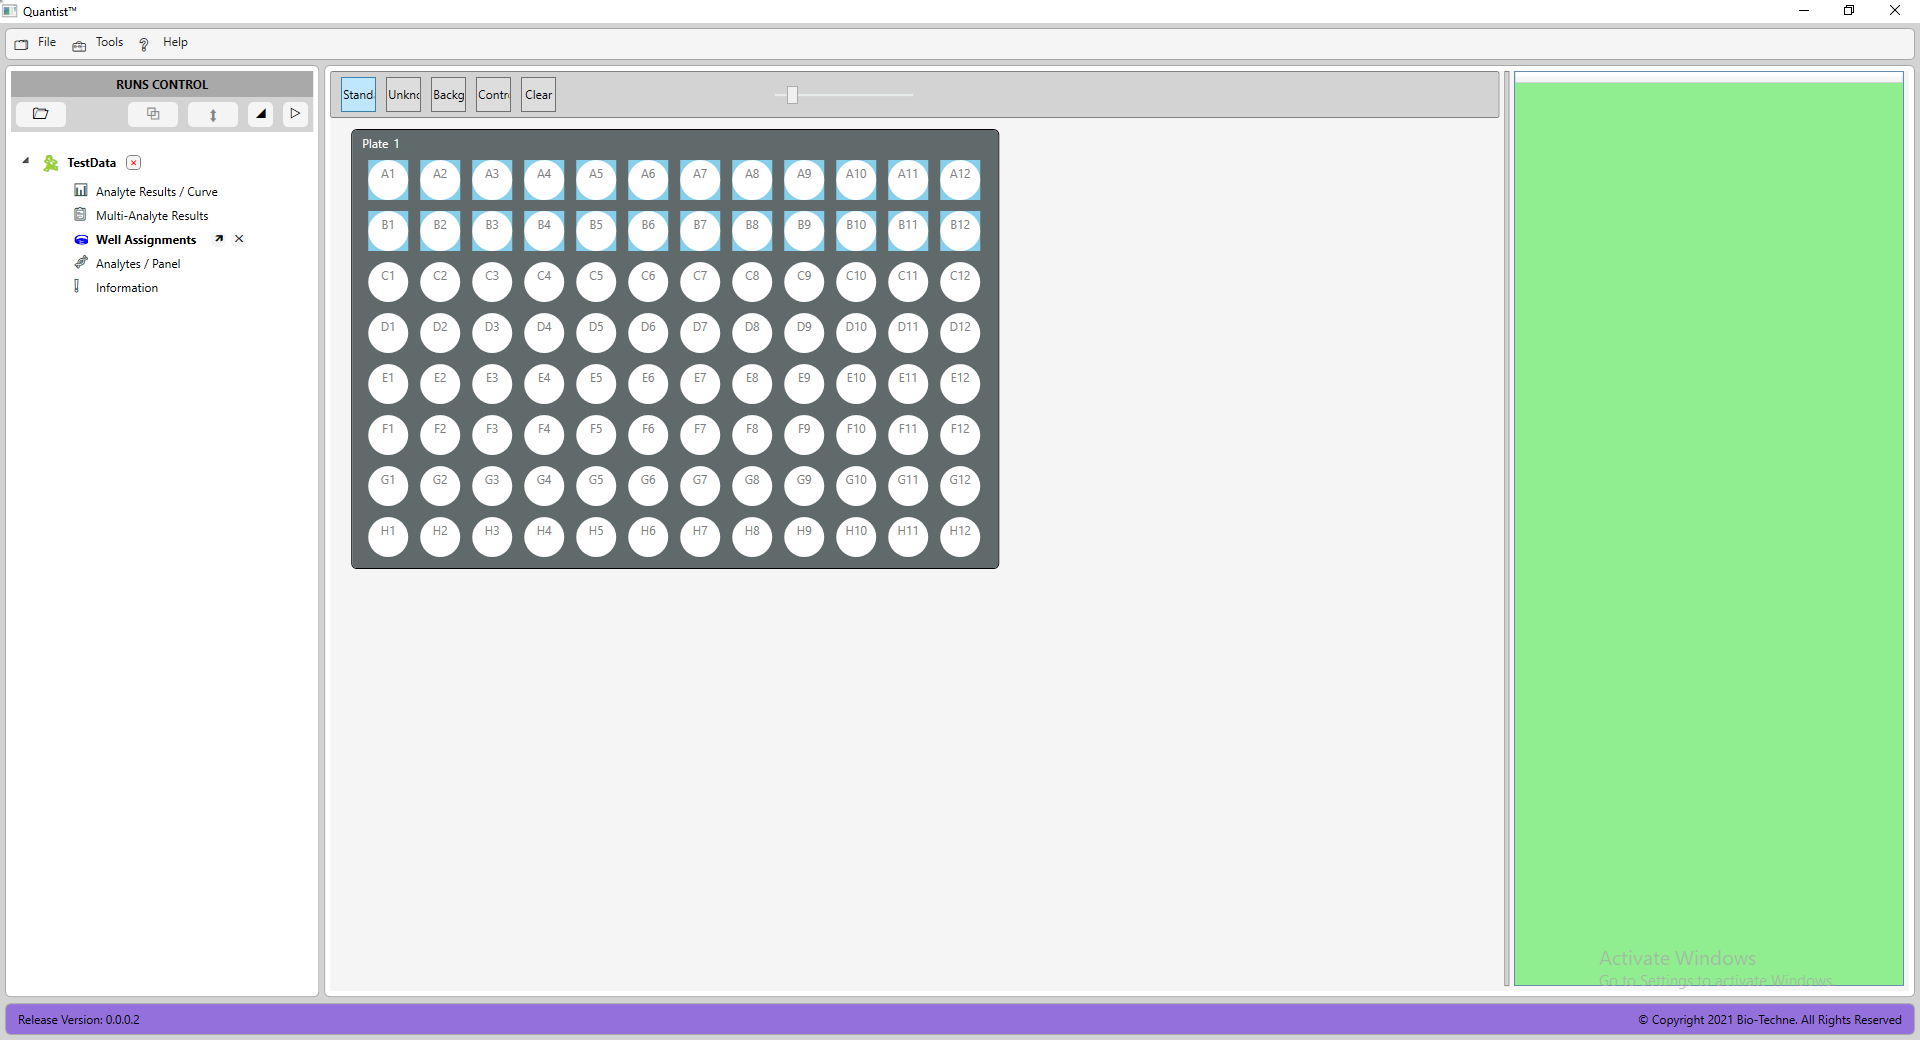 Quantist™
File Tools ? Help
RUNS CONTROL
Stand Unkno Backg Contr Clear
Plate 1
TestData
A1 A2 A3 A4 A5 A6 A7 A8 A9 A10 A11 A12
Analyte Results / Curve
Multi-Analyte Results
B1 B2 B3 B4 B5 B6 B7 B8 B9 B10 B11 B12
Well Assignments
Analytes / Panel
C1 C2 C3 C4 C5 C6 C7 C8 C9 C10 C11 C12
Information
D1 D2 D3 D4 D5 D6 D7 D8 D9 D10 D11 D12
E1 E2 E3 E4 E5 E6 E7 E8 E9 E10 E11 E12
F1 F2 F3 F4 F5 F6 F7 F8 F9 F10 F11 F12
G1 G2 G3 G4 G5 G6 G7 G8 G9 G10 G11 G12
H1 H2 H3 H4 H5 H6 H7 H8 H9 H10 H11 H12
Activate Windows
Go to Settings to activate Windows.
Release Version: 0.0.0.2
© Copyright 2021 Bio-Techne. All Rights Reserved